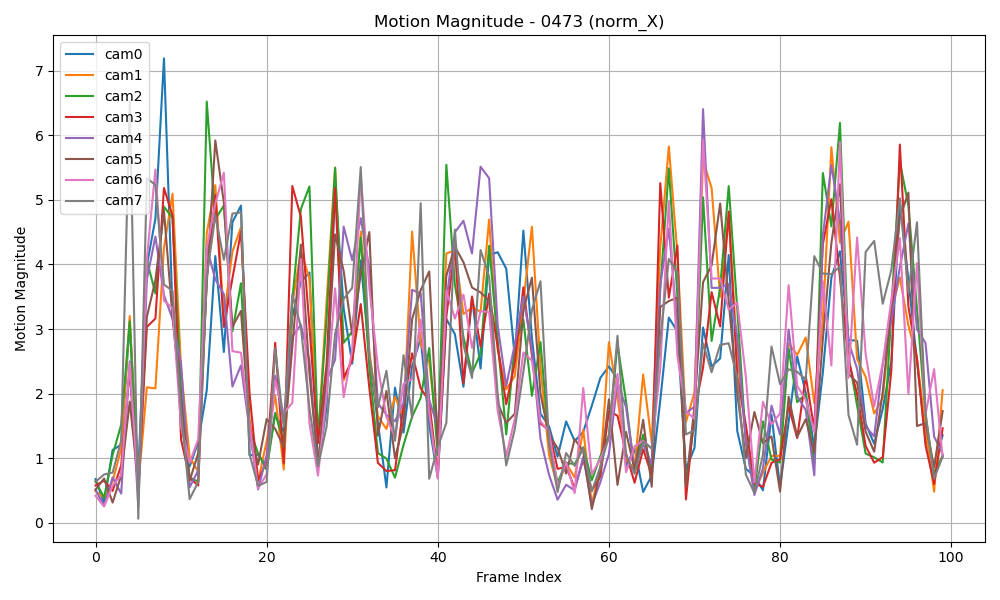 Motion Magnitude - 0473 (norm_X)
cam0
cam1
cam2
cam3
cam4
cam5
cam6
cam7
Motion Magnitude
7
6
5
4
3
2
1
0
0 20 40 60 80 100
Frame Index